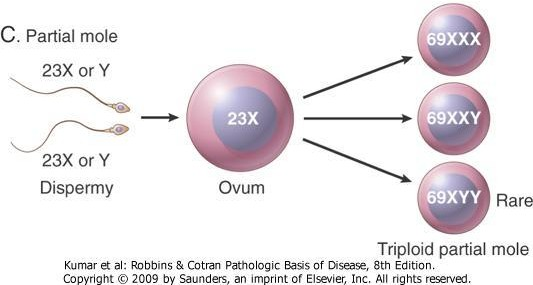 C. Partial mole
23X or Y
23X or Y
Dispermy
23X
Ovum
69XXX
69XXY
69XYY
Rare
Triploid partial mole
Kumar et al: Robbins & Cotran Pathologic Basis of Disease, 8th Edition.
Copyright © 2009 by Saunders, an imprint of Elsevier, Inc. All rights reserved.